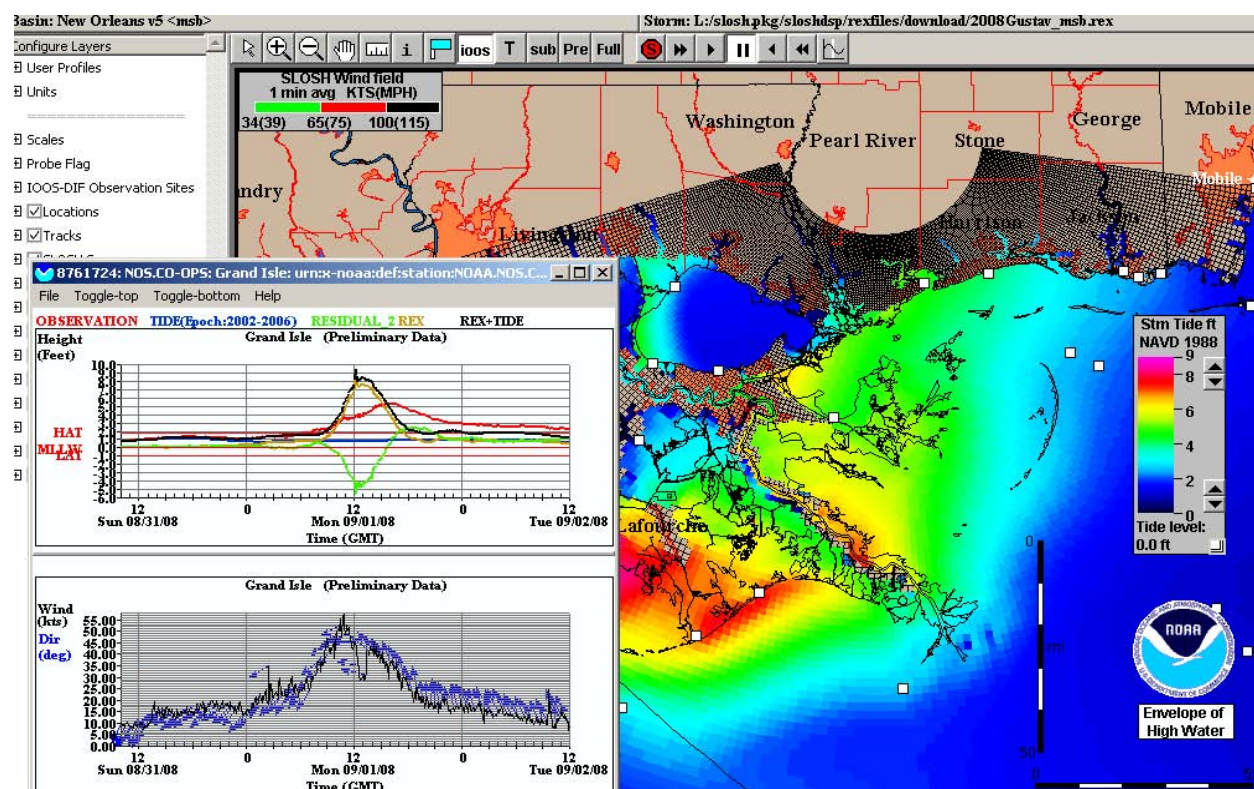 Basin: New Orleans v5 <msb>
Storm: L:/slosh.pkg/sloshdsp/rexfiles/download/2008Gustav_msb.rex
Configure Layers
User Profiles
Units
Scales
Probe Flag
IOOS-DIF Observation Sites
Locations
Tracks
i
ioos
T
sub
Pre
Full
S
SLOSH Wind field
1 min avg KTS(MPH)
34(39) 65(75) 100(115)
Washington
Pearl River
Stone
George
Mobile
Mobile
ndry
Livingston
Harrison
Jackson
Lafourche
8761724: NOS.CO-OPS: Grand Isle: urn:x-noaa:def:station:NOAA.NOS.C...
File Toggle-top Toggle-bottom Help
OBSERVATION TIDE(Epoch:2002-2006) RESIDUAL_2 REX REX+TIDE
Height
(Feet)
Grand Isle (Preliminary Data)
10.0
HAT
MLLW
LAT
12 0 12 0 12
Sun 08/31/08 Mon 09/01/08 Tue 09/02/08
Time (GMT)
Grand Isle (Preliminary Data)
Wind
(kts)
Dir
(deg)
55.00
50.00
45.00
40.00
35.00
30.00
25.00
20.00
15.00
10.00
5.00
0.00
12 0 12 0 12
Sun 08/31/08 Mon 09/01/08 Tue 09/02/08
Time (GMT)
Stm Tide ft
NAVD 1988
9
8
6
4
2
0
Tide level:
0.0 ft
0
mi
50
0
NOAA
Envelope of
High Water